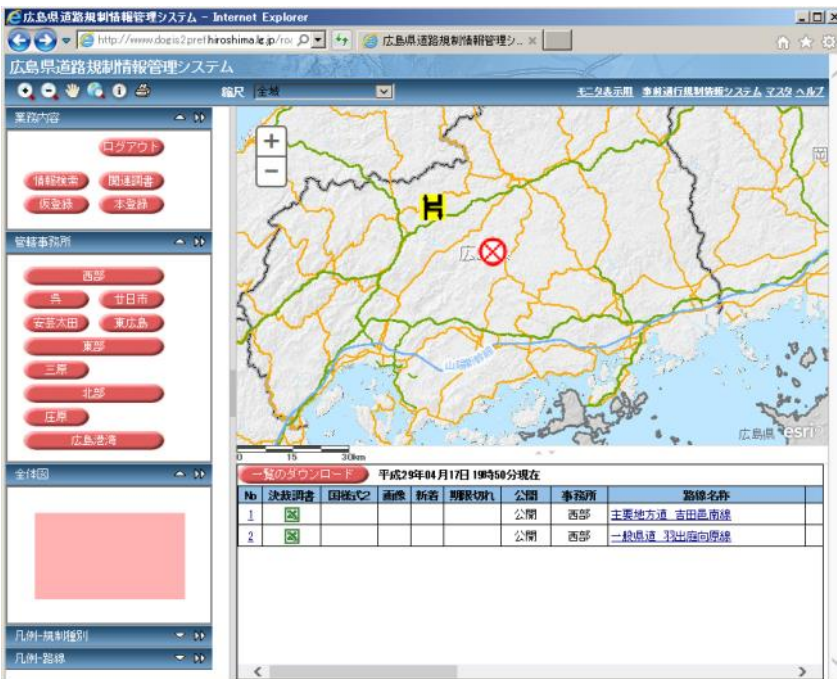 広島県道路規制情報管理システム - Internet Explorer
広島県道路規制情報管理シ...
広島県道路規制情報管理システム
縮尺 全域
モニタ表示用 事前通行規制情報システム マスタ ヘルプ
業務内容
ログアウト
情報検索 関連調書
仮登録 本登録
管轄事務所
西部
呉 廿日市
安芸太田 東広島
東部
三原
北部
庄原
広島港湾
全体図
凡例-規制種別
凡例-路線
+
−
山陽新幹線
広島県
esri
0 15 30km
一覧のダウンロード 平成29年04月17日 19時50分現在
No 決裁調書 国様式2 画像 新着 期限切れ 公開 事務所 路線名称
1 公開 西部 主要地方道 吉田邑南線
2 公開 西部 一般県道 羽出庭向原線